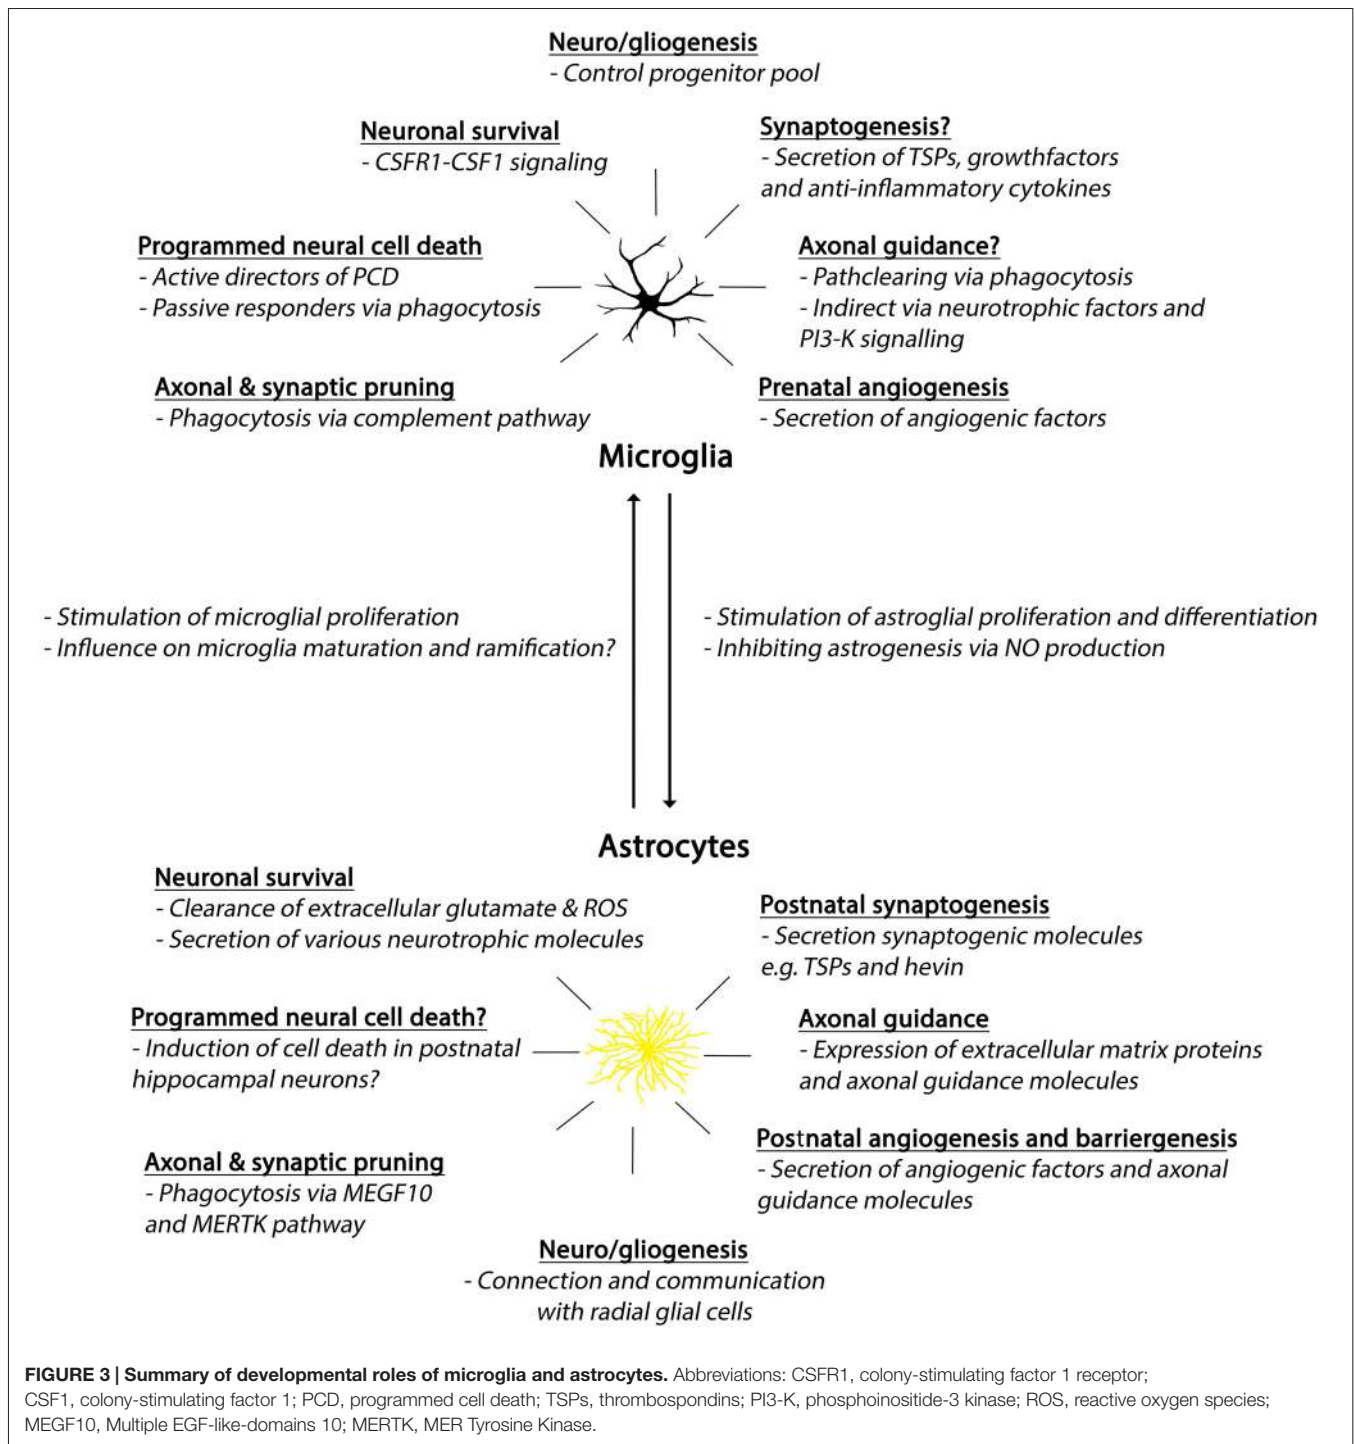 Neuro/gliogenesis
- Control progenitor pool
Neuronal survival
- CSFR1-CSF1 signaling
Synaptogenesis?
- Secretion of TSPs, growthfactors
and anti-inflammatory cytokines
Programmed neural cell death
- Active directors of PCD
- Passive responders via phagocytosis
Axonal guidance?
- Pathclearing via phagocytosis
- Indirect via neurotrophic factors and
PI3-K signalling
Axonal & synaptic pruning
- Phagocytosis via complement pathway
Prenatal angiogenesis
- Secretion of angiogenic factors
Microglia
- Stimulation of microglial proliferation
- Influence on microglia maturation and ramification?
- Stimulation of astroglial proliferation and differentiation
- Inhibiting astrogenesis via NO production
Astrocytes
Neuronal survival
- Clearance of extracellular glutamate & ROS
- Secretion of various neurotrophic molecules
Postnatal synaptogenesis
- Secretion synaptogenic molecules
e.g. TSPs and hevin
Programmed neural cell death?
- Induction of cell death in postnatal
hippocampal neurons?
Axonal guidance
- Expression of extracellular matrix proteins
and axonal guidance molecules
Axonal & synaptic pruning
- Phagocytosis via MEGF10
and MERTK pathway
Postnatal angiogenesis and barriergenesis
- Secretion of angiogenic factors and axonal
guidance molecules
Neuro/gliogenesis
- Connection and communication
with radial glial cells
FIGURE 3 | Summary of developmental roles of microglia and astrocytes. Abbreviations: CSFR1, colony-stimulating factor 1 receptor;
CSF1, colony-stimulating factor 1; PCD, programmed cell death; TSPs, thrombospondins; PI3-K, phosphoinositide-3 kinase; ROS, reactive oxygen species;
MEGF10, Multiple EGF-like-domains 10; MERTK, MER Tyrosine Kinase.